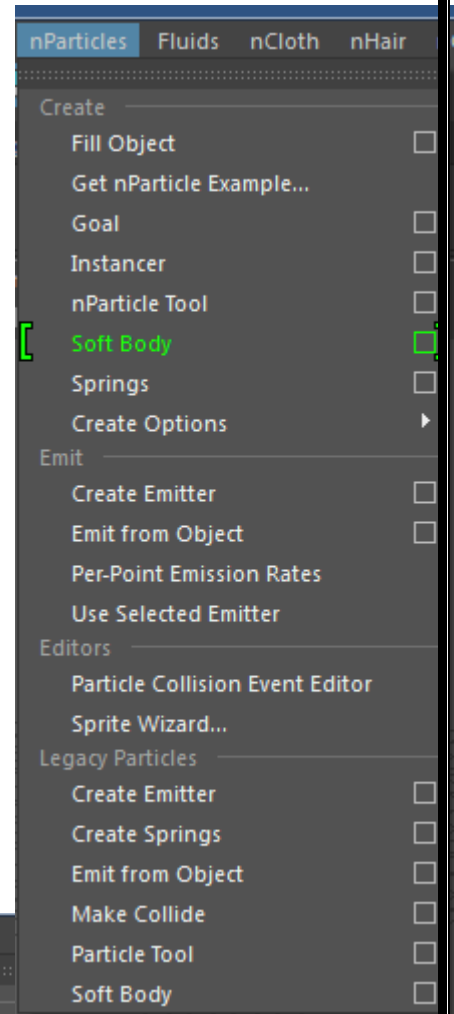 nParticles Fluids nCloth nHair
Create
Fill Object
Get nParticle Example...
Goal
Instancer
nParticle Tool
Soft Body
Springs
Create Options
Emit
Create Emitter
Emit from Object
Per-Point Emission Rates
Use Selected Emitter
Editors
Particle Collision Event Editor
Sprite Wizard...
Legacy Particles
Create Emitter
Create Springs
Emit from Object
Make Collide
Particle Tool
Soft Body